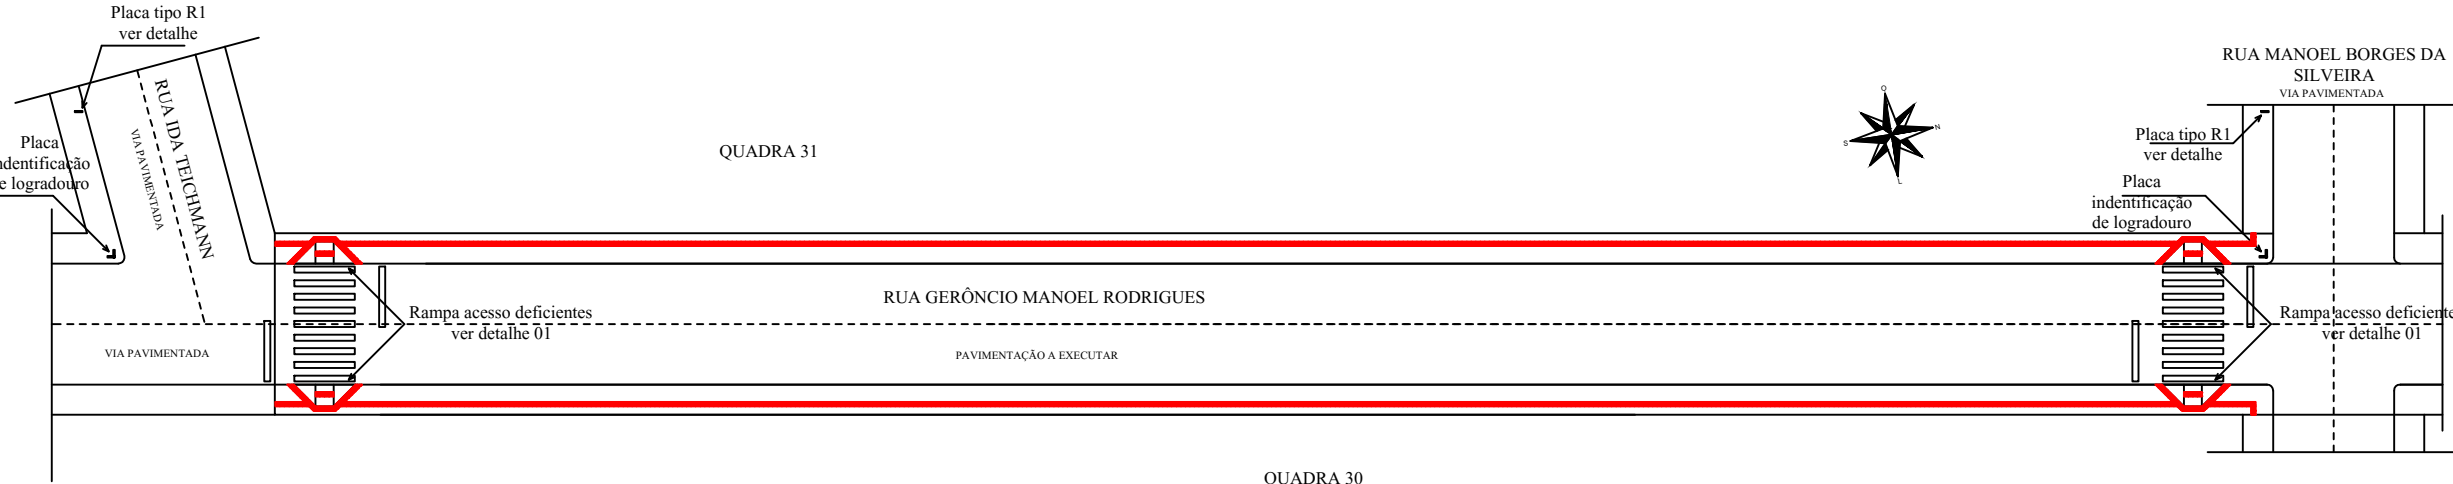 Placa tipo R1
ver detalhe
RUA IDA TEICHMANN
VIA PAVIMENTADA
Placa
indentificação
de logradouro
QUADRA 31
O
N
S
L
RUA MANOEL BORGES DA
SILVEIRA
VIA PAVIMENTADA
Placa tipo R1
ver detalhe
Placa
indentificação
de logradouro
RUA GERÔNCIO MANOEL RODRIGUES
Rampa acesso deficientes
ver detalhe 01
Rampa acesso deficiente
ver detalhe 01
VIA PAVIMENTADA
PAVIMENTAÇÃO A EXECUTAR
QUADRA 30